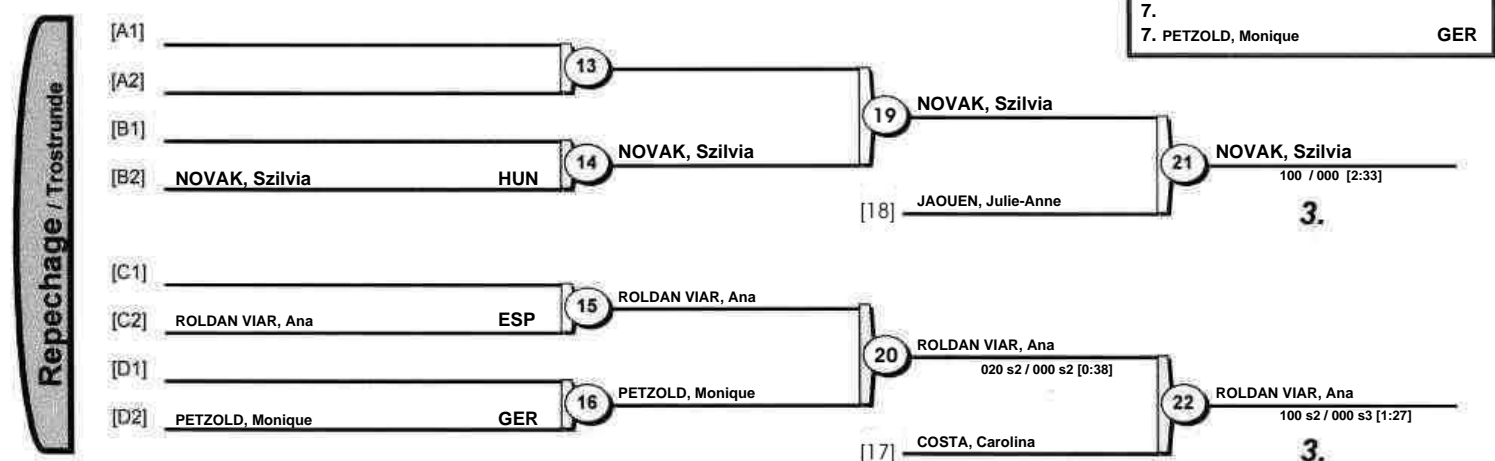 7.
7. PETZOLD, Monique GER
Repechage / Trostrunde
[A1]
13
[A2]
NOVAK, Szilvia
19
[B1]
NOVAK, Szilvia
14
NOVAK, Szilvia
21
[B2] NOVAK, Szilvia HUN
100 / 000 [2:33]
[18] JAOUEN, Julie-Anne
3.
[C1]
15
ROLDAN VIAR, Ana
[C2] ROLDAN VIAR, Ana ESP
ROLDAN VIAR, Ana
20
020 s2 / 000 s2 [0:38]
[D1]
16
PETZOLD, Monique
22
ROLDAN VIAR, Ana
[D2] PETZOLD, Monique GER
100 s2 / 000 s3 [1:27]
[17] COSTA, Carolina
3.